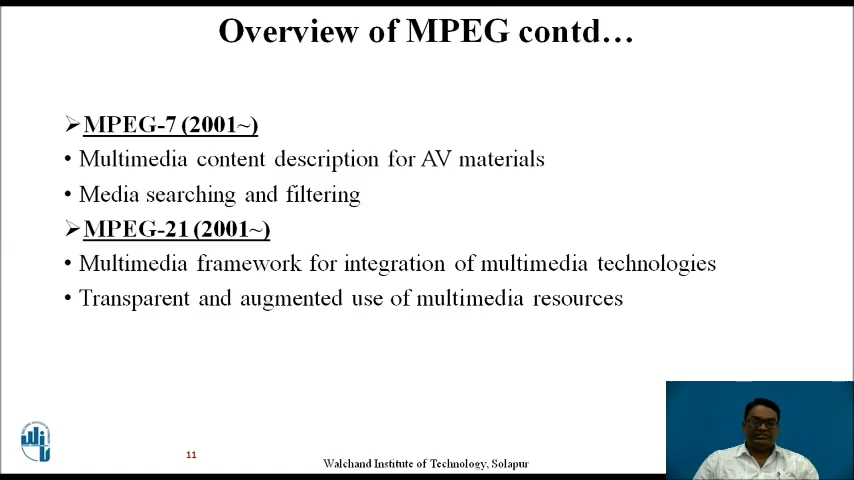 Overview of MPEG contd…
➢MPEG-7 (2001~)
• Multimedia content description for AV materials
• Media searching and filtering
➢MPEG-21 (2001~)
• Multimedia framework for integration of multimedia technologies
• Transparent and augmented use of multimedia resources
11
Walchand Institute of Technology, Solapur